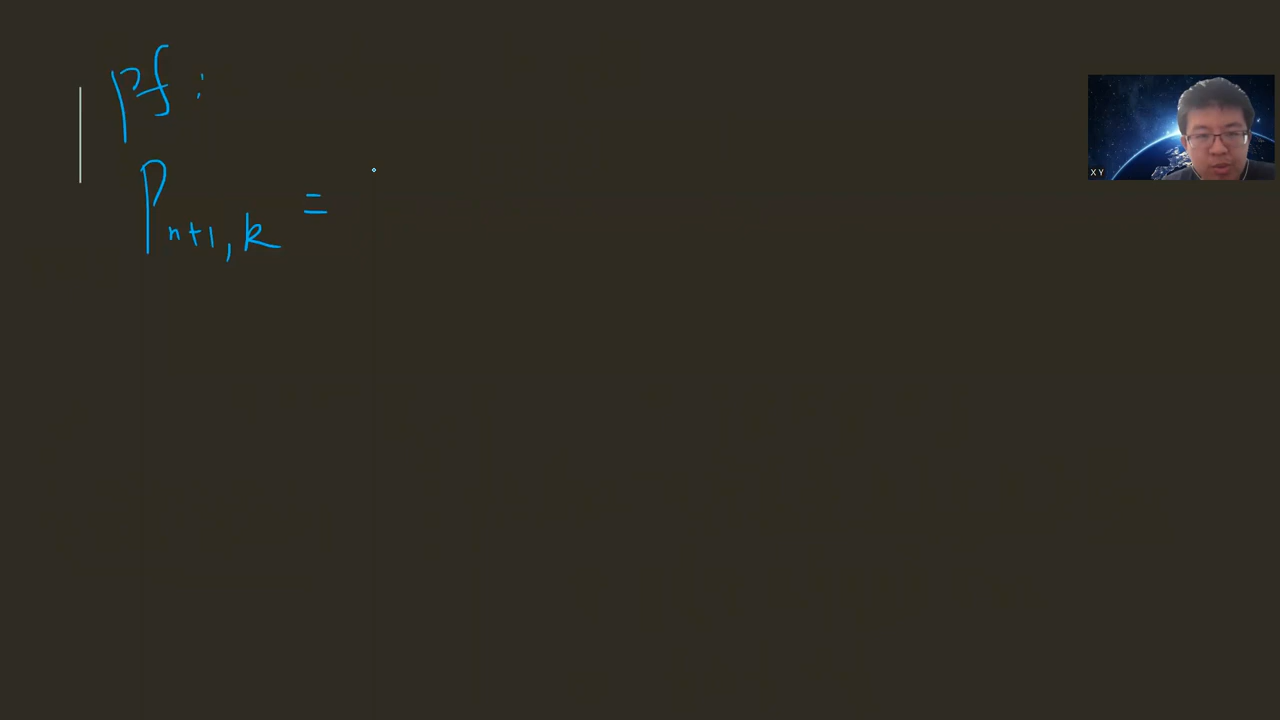 pf:
P_{n+1, k} =
X Y